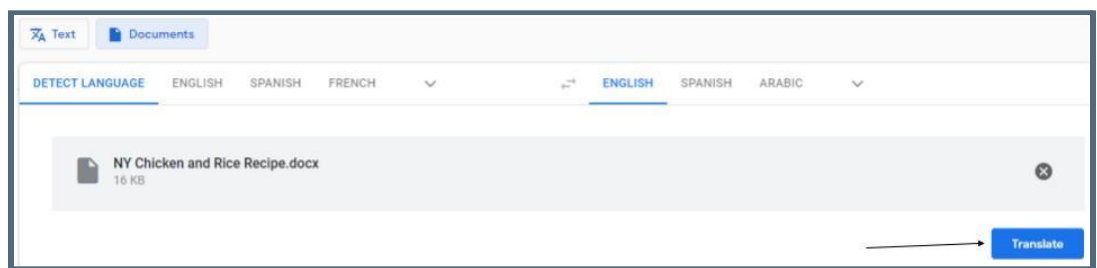 Text Documents
DETECT LANGUAGE ENGLISH SPANISH FRENCH ENGLISH SPANISH ARABIC
NY Chicken and Rice Recipe.docx
16 KB
Translate